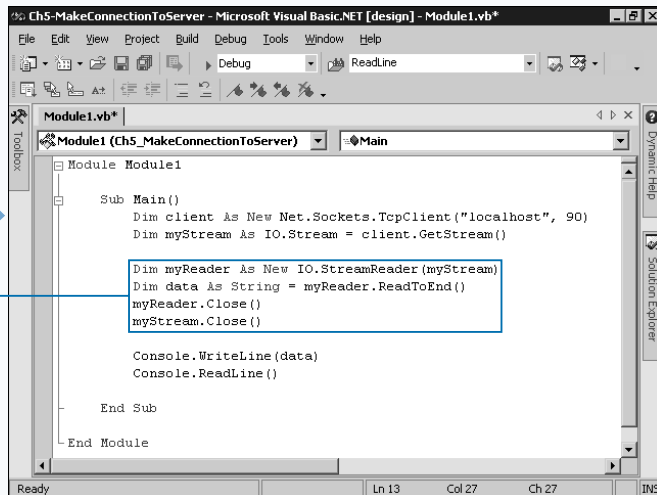 Ch5-MakeConnectionToServer - Microsoft Visual Basic.NET [design] - Module1.vb*
File Edit View Project Build Debug Tools Window Help
Debug ReadLine
Module1.vb*
Module1 (Ch5_MakeConnectionToServer) Main
Toolbox
Dynamic Help
Solution Explorer
Module Module1
Sub Main()
Dim client As New Net.Sockets.TcpClient("localhost", 90)
Dim myStream As IO.Stream = client.GetStream()
Dim myReader As New IO.StreamReader(myStream)
Dim data As String = myReader.ReadToEnd()
myReader.Close()
myStream.Close()
Console.WriteLine(data)
Console.ReadLine()
End Sub
End Module
Ready Ln 13 Col 27 Ch 27 INS